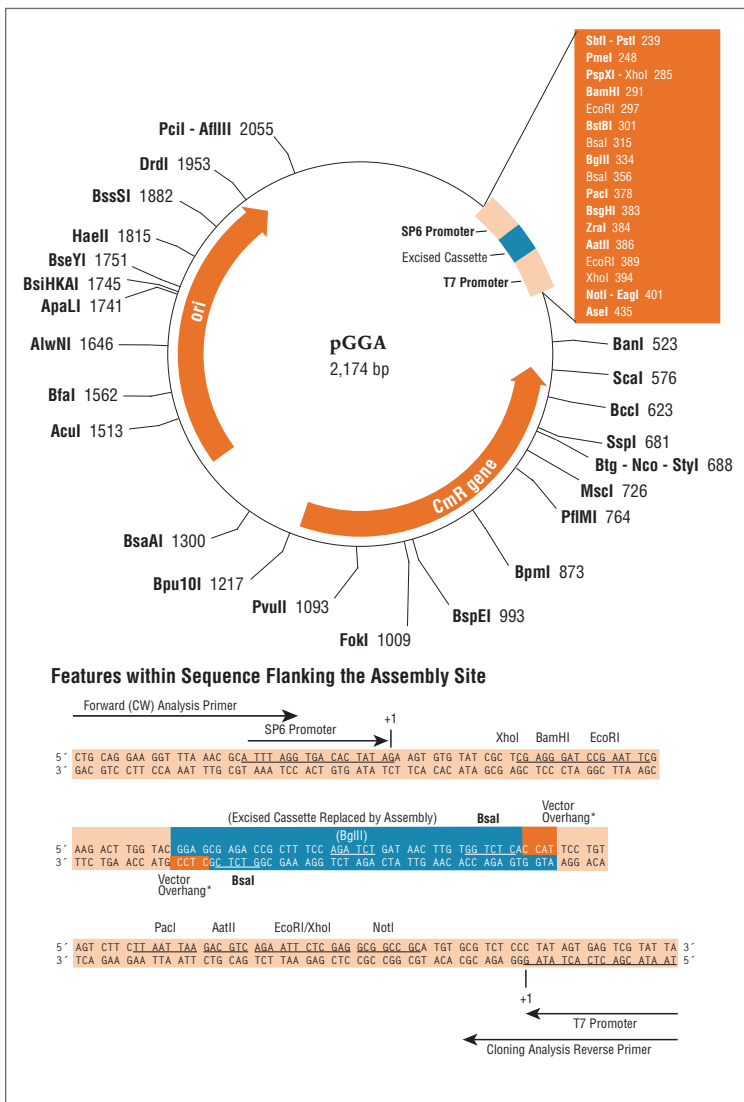 SbfI - PstI 239
PmeI 248
PspXI - XhoI 285
BamHI 291
EcoRI 297
BstBI 301
BsaI 315
BglII 334
BsaI 356
PacI 378
BsgHI 383
ZraI 384
AatII 386
EcoRI 389
XhoI 394
NotI - EagI 401
AseI 435
PciI - AflIII 2055
DrdI 1953
BssSI 1882
HaeII 1815
BseYI 1751
BsiHKAI 1745
ApaLI 1741
AlwNI 1646
BfaI 1562
AcuI 1513
BsaAI 1300
Bpu10I 1217
PvuII 1093
FokI 1009
BspEI 993
BpmI 873
PflMI 764
MscI 726
Btg - Nco - StyI 688
SspI 681
BccI 623
ScaI 576
BanI 523
SP6 Promoter
Excised Cassette
T7 Promoter
ori
pGGA
2,174 bp
CmR gene
Features within Sequence Flanking the Assembly Site
Forward (CW) Analysis Primer
SP6 Promoter
+1
XhoI BamHI EcoRI
5´ CTG CAG GAA GGT TTA AAC GCA TTT AGG TGA CAC TAT AGA AGT GTG TAT CGC TCG AGG GAT CCG AAT TCG
3´ GAC GTC CTT CCA AAT TTG CGT AAA TCC ACT GTG ATA TCT TCA CAC ATA GCG AGC TCC CTA GGC TTA AGC
(Excised Cassette Replaced by Assembly)
BsaI
Vector
Overhang*
(BglII)
5´ AAG ACT TGG TAC GGA GCG AGA CCG CTT TCC AGA TCT GAT AAC TTG TGG TCT CAC CAT TCC TGT
3´ TTC TGA ACC ATG CCT CGC TCT GGC GAA AGG TCT AGA CTA TTG AAC ACC AGA GTG GTA AGG ACA
Vector
Overhang*
BsaI
PacI AatII EcoRI/XhoI NotI
5´ AGT CTT CTT AAT TAA GAC GTC AGA ATT CTC GAG GCG GCC GCA TGT GCG TCT CCC TAT AGT GAG TCG TAT TA 3´
3´ TCA GAA GAA TTA ATT CTG CAG TCT TAA GAG CTC CGC CGG CGT ACA CGC AGA GGG ATA TCA CTC AGC ATA AT 5´
+1
T7 Promoter
Cloning Analysis Reverse Primer